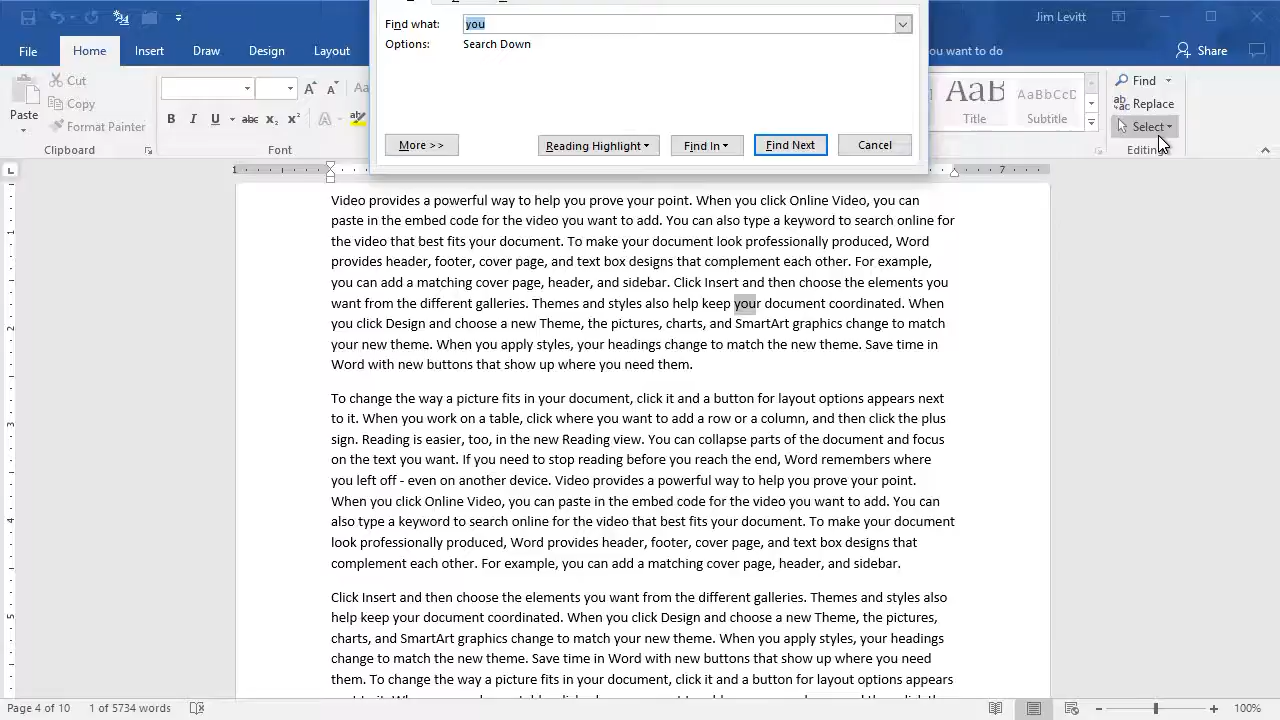 Jim Levitt
File Home Insert Draw Design Layout
you want to do
Share
Find what: you
Options: Search Down
More >> Reading Highlight Find In Find Next Cancel
Paste
Cut
Copy
Format Painter
Clipboard
B I U abc x₂ x²
A A Aa
A ab
Font
AaB AaBbCcD
Title Subtitle
Find
Replace
Select
Editing
1 7
Video provides a powerful way to help you prove your point. When you click Online Video, you can
paste in the embed code for the video you want to add. You can also type a keyword to search online for
the video that best fits your document. To make your document look professionally produced, Word
provides header, footer, cover page, and text box designs that complement each other. For example,
you can add a matching cover page, header, and sidebar. Click Insert and then choose the elements you
want from the different galleries. Themes and styles also help keep your document coordinated. When
you click Design and choose a new Theme, the pictures, charts, and SmartArt graphics change to match
your new theme. When you apply styles, your headings change to match the new theme. Save time in
Word with new buttons that show up where you need them.
To change the way a picture fits in your document, click it and a button for layout options appears next
to it. When you work on a table, click where you want to add a row or a column, and then click the plus
sign. Reading is easier, too, in the new Reading view. You can collapse parts of the document and focus
on the text you want. If you need to stop reading before you reach the end, Word remembers where
you left off - even on another device. Video provides a powerful way to help you prove your point.
When you click Online Video, you can paste in the embed code for the video you want to add. You can
also type a keyword to search online for the video that best fits your document. To make your document
look professionally produced, Word provides header, footer, cover page, and text box designs that
complement each other. For example, you can add a matching cover page, header, and sidebar.
Click Insert and then choose the elements you want from the different galleries. Themes and styles also
help keep your document coordinated. When you click Design and choose a new Theme, the pictures,
charts, and SmartArt graphics change to match your new theme. When you apply styles, your headings
change to match the new theme. Save time in Word with new buttons that show up where you need
them. To change the way a picture fits in your document, click it and a button for layout options appears
1
2
3
4
5
Page 4 of 10 1 of 5734 words 100%